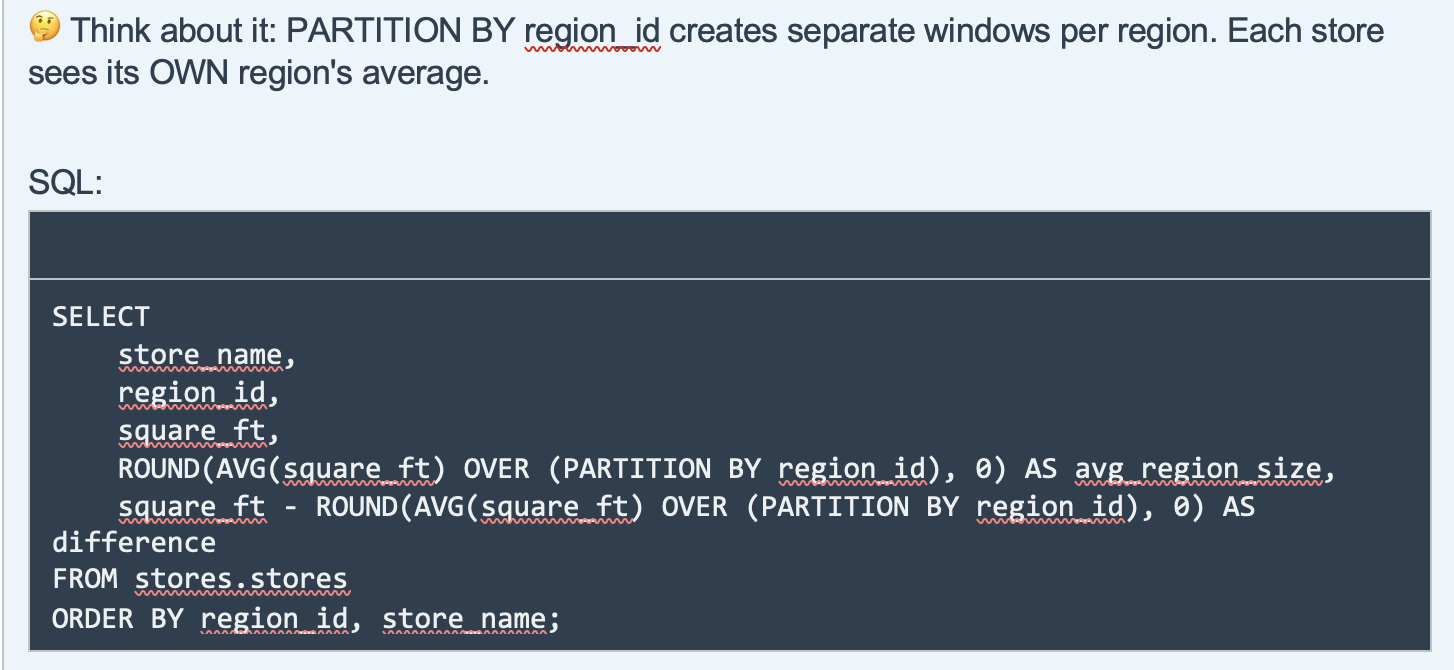 🤔 Think about it: PARTITION BY region_id creates separate windows per region. Each store
sees its OWN region's average.
SQL:
SELECT
    store_name,
    region_id,
    square_ft,
    ROUND(AVG(square_ft) OVER (PARTITION BY region_id), 0) AS avg_region_size,
    square_ft - ROUND(AVG(square_ft) OVER (PARTITION BY region_id), 0) AS
difference
FROM stores.stores
ORDER BY region_id, store_name;